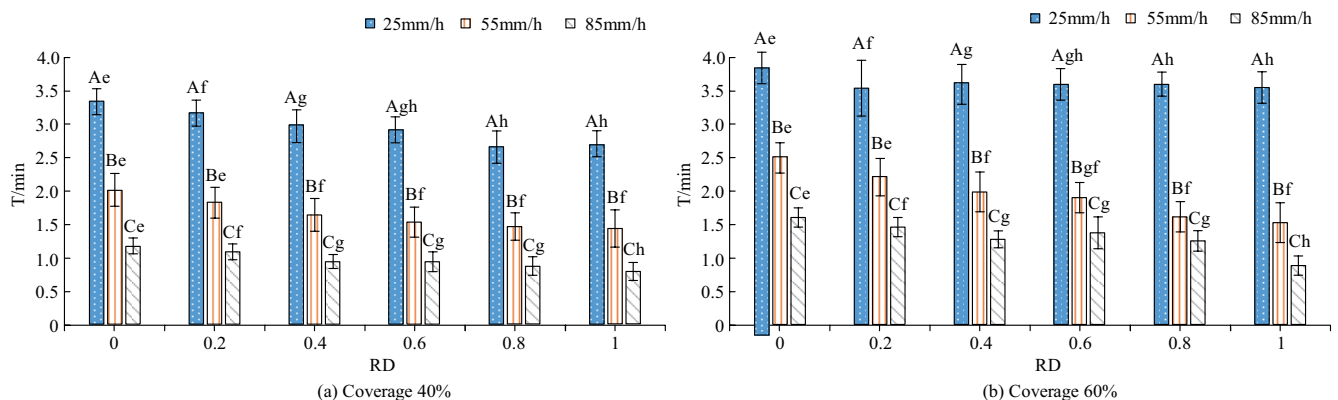 25mm/h 55mm/h 85mm/h
4.0
3.5
3.0
2.5
2.0
1.5
1.0
0.5
0
T/min
Ae Be Ce
Af Be Cf
Ag Bf Cg
Agh Bf Cg
Ah Bf Cg
Ah Bf Ch
0 0.2 0.4 0.6 0.8 1
RD
(a) Coverage 40%
25mm/h 55mm/h 85mm/h
4.0
3.5
3.0
2.5
2.0
1.5
1.0
0.5
0
T/min
Ae Be Ce
Af Be Cf
Ag Bf Cg
Agh Bgf Cg
Ah Bf Cg
Ah Bf Ch
0 0.2 0.4 0.6 0.8 1
RD
(b) Coverage 60%